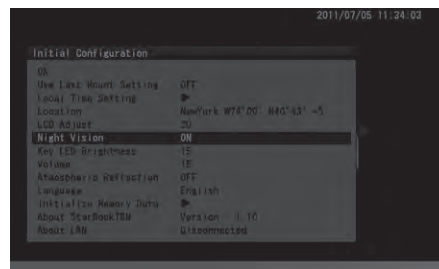 2011/07/05 11:34:03
Initial Configuration
OK
Use Last Mount Setting OFF
Local Time Setting
Location NewYork W74°00' N40°43' -5
LCD Adjust 30
Night Vision ON
Key LED Brightness 15
Volume 15
Atmospheric Refraction OFF
Language English
Initialize Memory Data
About StarBookTEN Version 1.10
About LAN Disconnected